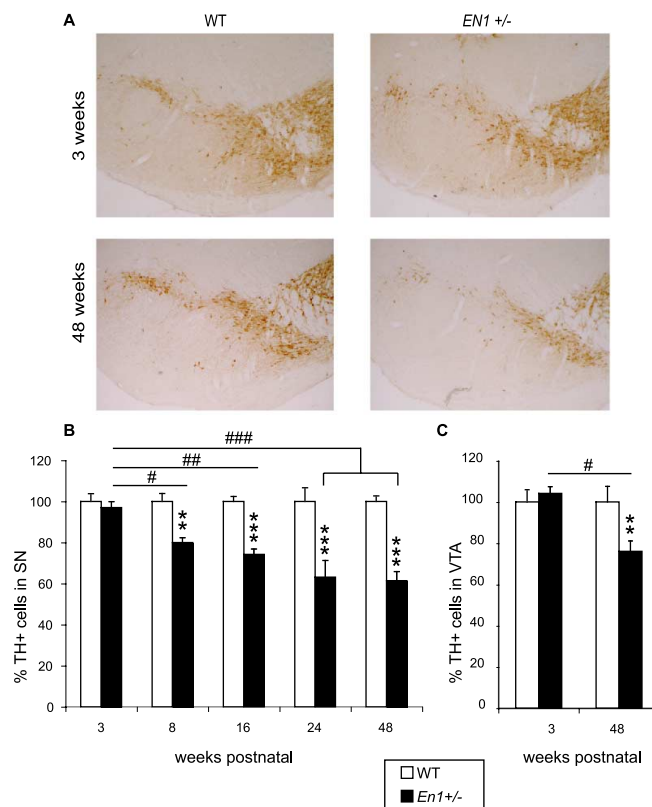 A
WT
EN1 +/-
3 weeks
48 weeks
B
###
##
#
** *** *** ***
120
100
80
60
40
20
0
% TH+ cells in SN
3 8 16 24 48
weeks postnatal
C
#
**
120
100
80
60
40
20
0
% TH+ cells in VTA
3 48
weeks postnatal
WT
En1+/-